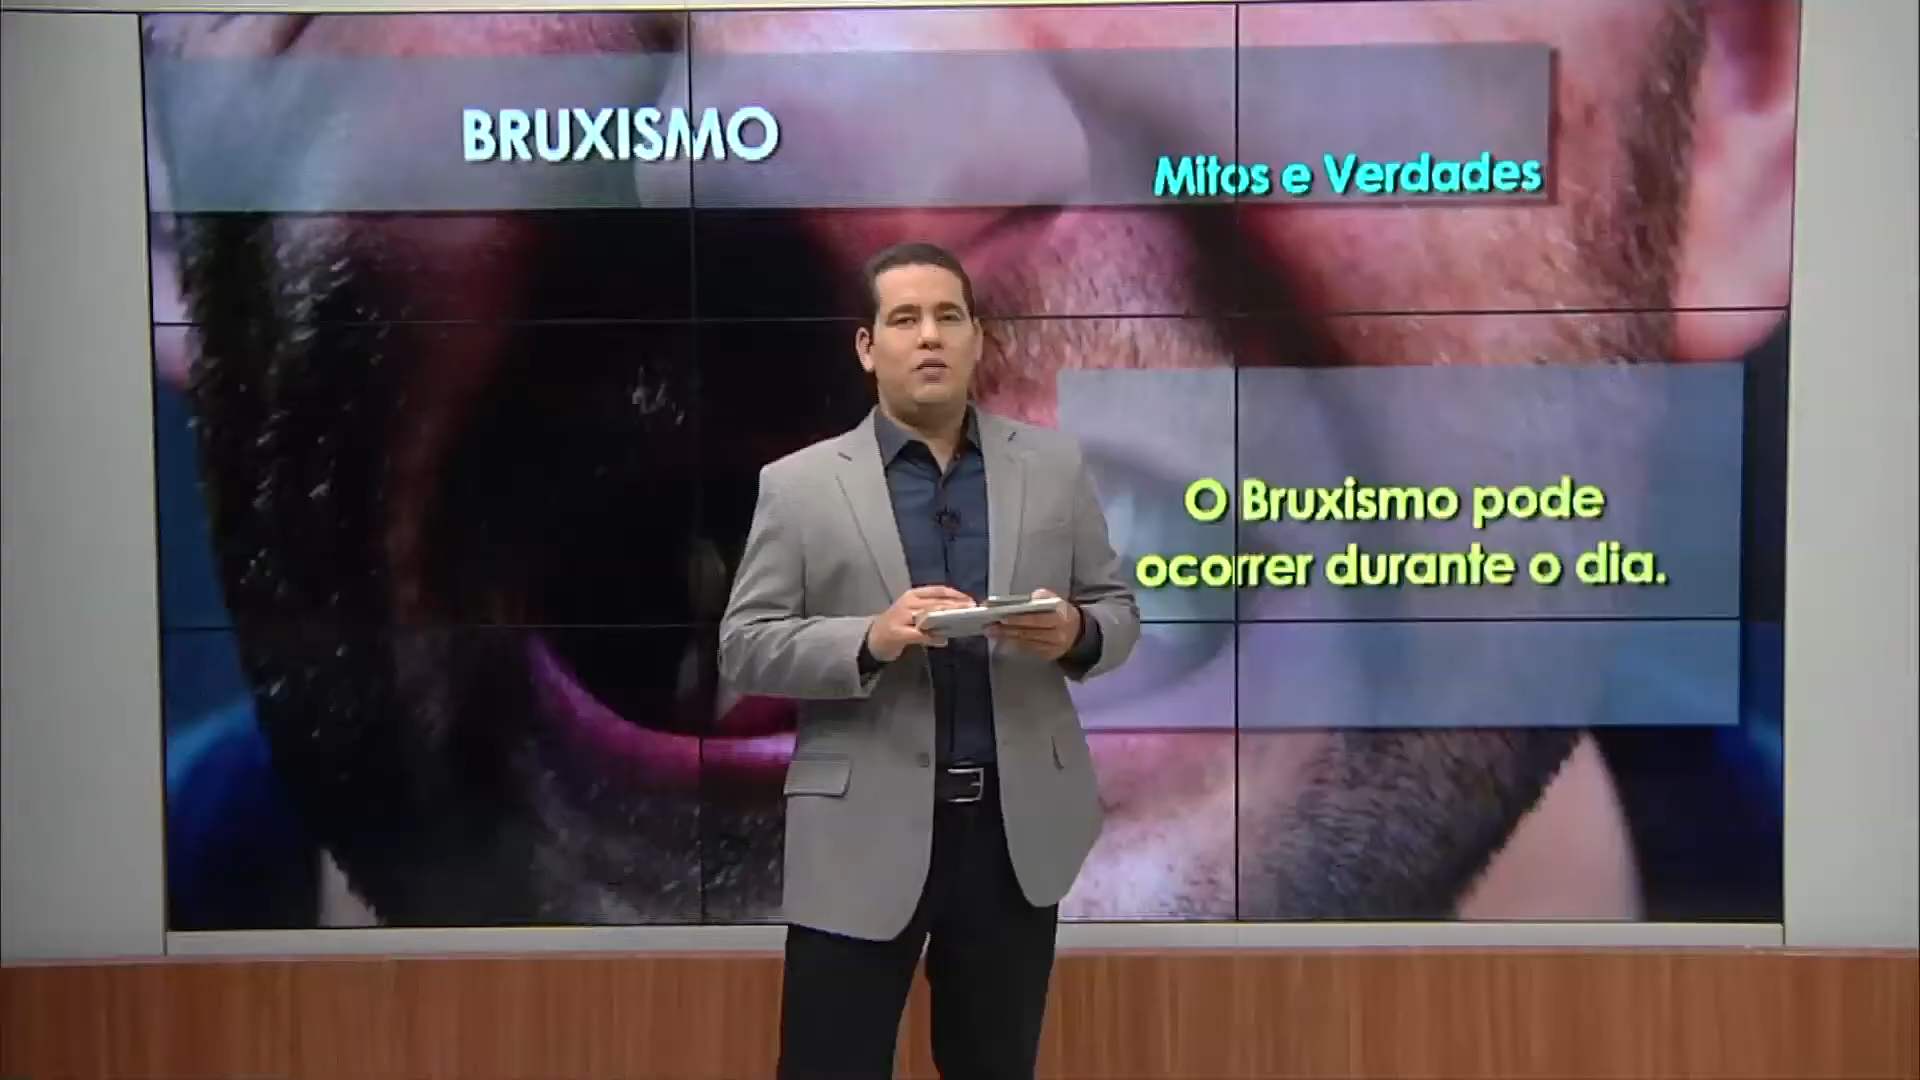 BRUXISMO
Mitos e Verdades
O Bruxismo pode
ocorrer durante o dia.